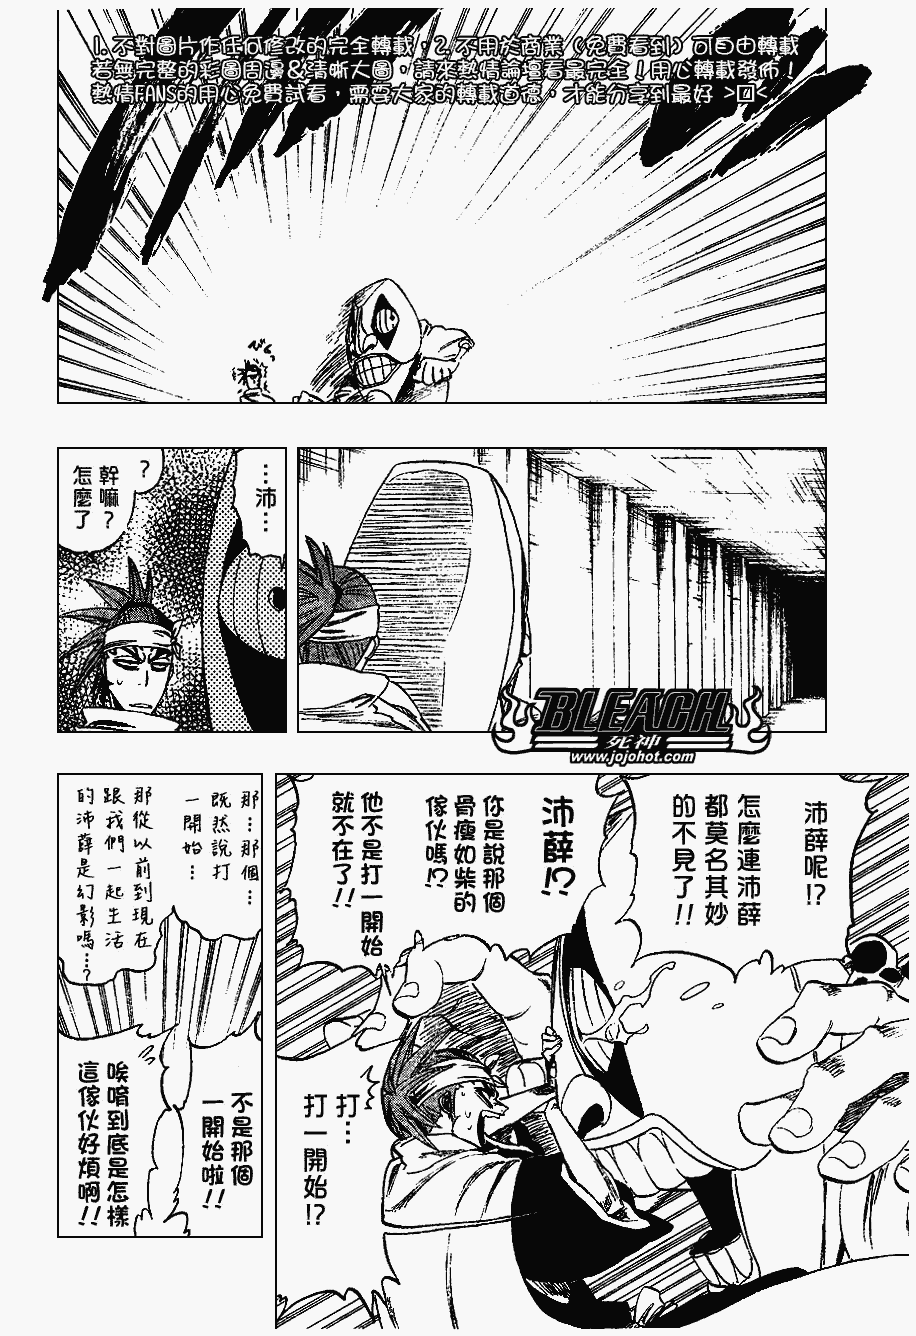 1. 不對圖片作任何修改的完全轉載，2. 不用於商業（免費看到）可自由轉載
若無完整的彩圖周邊&清晰大圖，請來熱情論壇看最完全！用心轉載發佈！
熱情FANS的用心免費試看，需要大家的轉載道德，才能分享到最好 >口<
びくっ
…沛…
？
幹嘛？
怎麼了
BLEACH
死神
www.jojohot.com
沛薛呢!?
怎麼連沛薛
都莫名其妙
的不見了!!
沛薛!?
你是說那個
骨瘦如柴的
傢伙嗎!?
他不是打一開始
就不在了!!
打…
打一開始!?
那…那個…
既然說打
一開始…
那從以前到現在
跟我們一起生活
的沛薛是幻影嗎…?
不是那個
一開始啦!!
唉唷到底是怎樣
這傢伙好煩啊!!